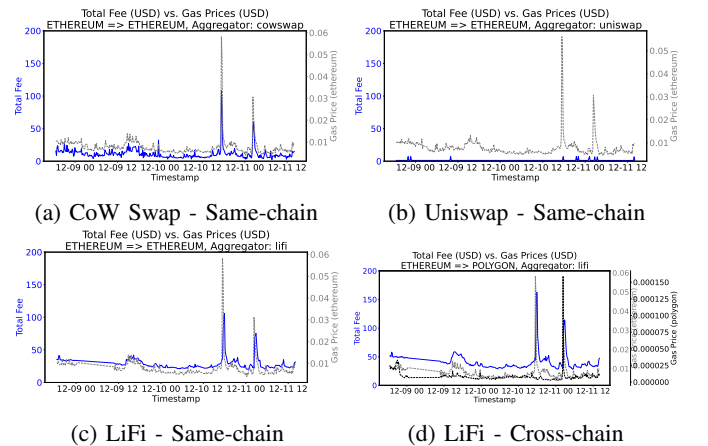 Total Fee (USD) vs. Gas Prices (USD)
ETHEREUM => ETHEREUM, Aggregator: cowswap
200
150
100
50
0
Total Fee
0.06
0.05
0.04
0.03
0.02
0.01
Gas Price (ethereum)
12-09 00 12-09 12 12-10 00 12-10 12 12-11 00 12-11 12
Timestamp
(a) CoW Swap - Same-chain
Total Fee (USD) vs. Gas Prices (USD)
ETHEREUM => ETHEREUM, Aggregator: uniswap
200
150
100
50
0
Total Fee
0.05
0.04
0.03
0.02
0.01
Gas Price (ethereum)
12-09 00 12-09 12 12-10 00 12-10 12 12-11 00 12-11 12
Timestamp
(b) Uniswap - Same-chain
Total Fee (USD) vs. Gas Prices (USD)
ETHEREUM => ETHEREUM, Aggregator: lifi
200
150
100
50
0
Total Fee
0.06
0.05
0.04
0.03
0.02
0.01
Gas Price (ethereum)
12-09 00 12-09 12 12-10 00 12-10 12 12-11 00 12-11 12
Timestamp
(c) LiFi - Same-chain
Total Fee (USD) vs. Gas Prices (USD)
ETHEREUM => POLYGON, Aggregator: lifi
200
150
100
50
0
Total Fee
0.06
0.05
0.04
0.03
0.02
0.01
Gas Price (ethereum)
0.000150
0.000125
0.000100
0.000075
0.000050
0.000025
0.000000
Gas Price (polygon)
12-09 00 12-09 12 12-10 00 12-10 12 12-11 00 12-11 12
Timestamp
(d) LiFi - Cross-chain